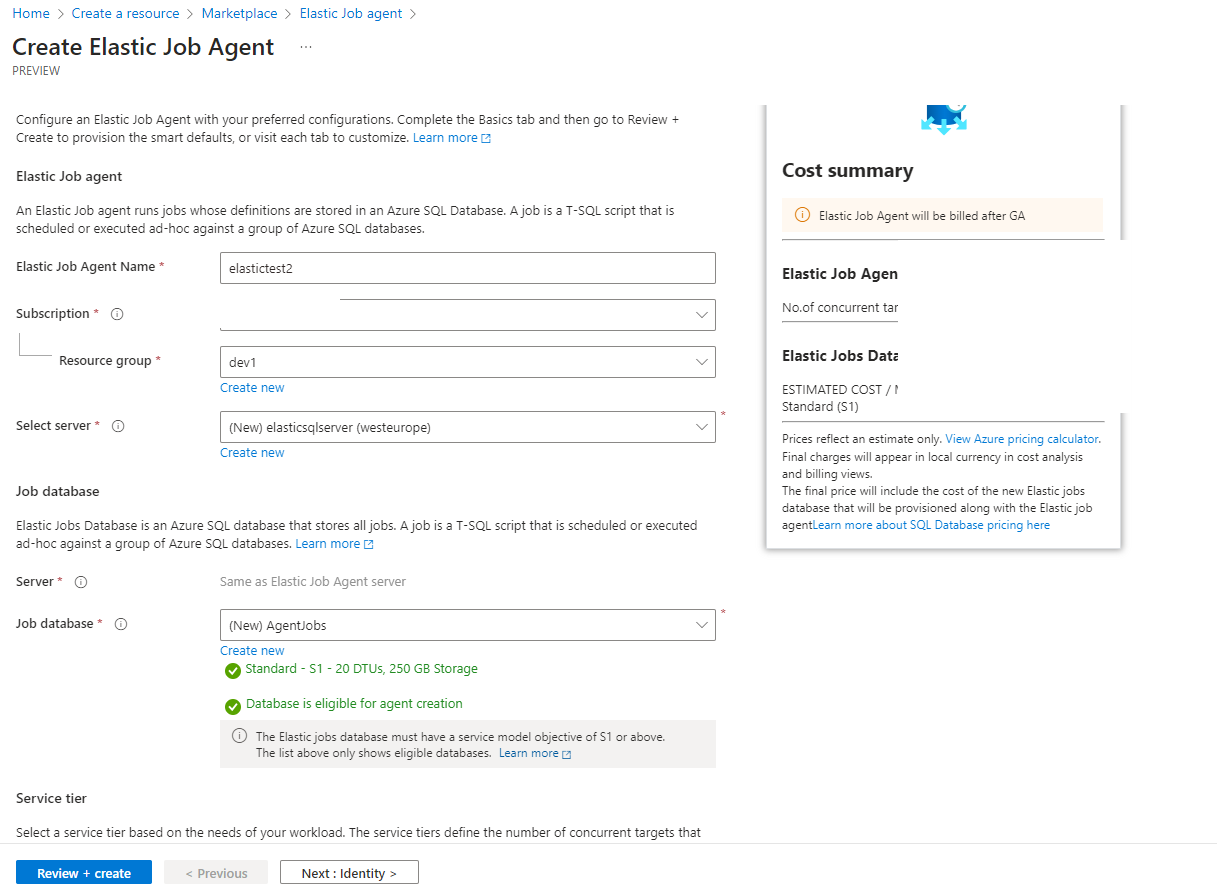 Home > Create a resource > Marketplace > Elastic Job agent >
Create Elastic Job Agent ...
PREVIEW
Configure an Elastic Job Agent with your preferred configurations. Complete the Basics tab and then go to Review +
Create to provision the smart defaults, or visit each tab to customize. Learn more
Elastic Job agent
An Elastic Job agent runs jobs whose definitions are stored in an Azure SQL Database. A job is a T-SQL script that is
scheduled or executed ad-hoc against a group of Azure SQL databases.
Elastic Job Agent Name *
elastictest2
Subscription *
Resource group *
dev1
Create new
Select server *
(New) elasticsqlserver (westeurope)
*
Create new
Job database
Elastic Jobs Database is an Azure SQL database that stores all jobs. A job is a T-SQL script that is scheduled or executed
ad-hoc against a group of Azure SQL databases. Learn more
Server *
Same as Elastic Job Agent server
Job database *
(New) AgentJobs
*
Create new
Standard - S1 - 20 DTUs, 250 GB Storage
Database is eligible for agent creation
The Elastic jobs database must have a service model objective of S1 or above.
The list above only shows eligible databases. Learn more
Service tier
Select a service tier based on the needs of your workload. The service tiers define the number of concurrent targets that
Review + create
< Previous
Next : Identity >
Cost summary
Elastic Job Agent will be billed after GA
Elastic Job Agen
No.of concurrent tar
Elastic Jobs Data
ESTIMATED COST /
Standard (S1)
Prices reflect an estimate only. View Azure pricing calculator.
Final charges will appear in local currency in cost analysis
and billing views.
The final price will include the cost of the new Elastic jobs
database that will be provisioned along with the Elastic job
agentLearn more about SQL Database pricing here